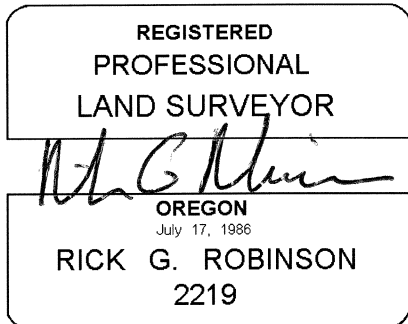 REGISTERED
PROFESSIONAL
LAND SURVEYOR
OREGON
July 17, 1986
RICK G. ROBINSON
2219